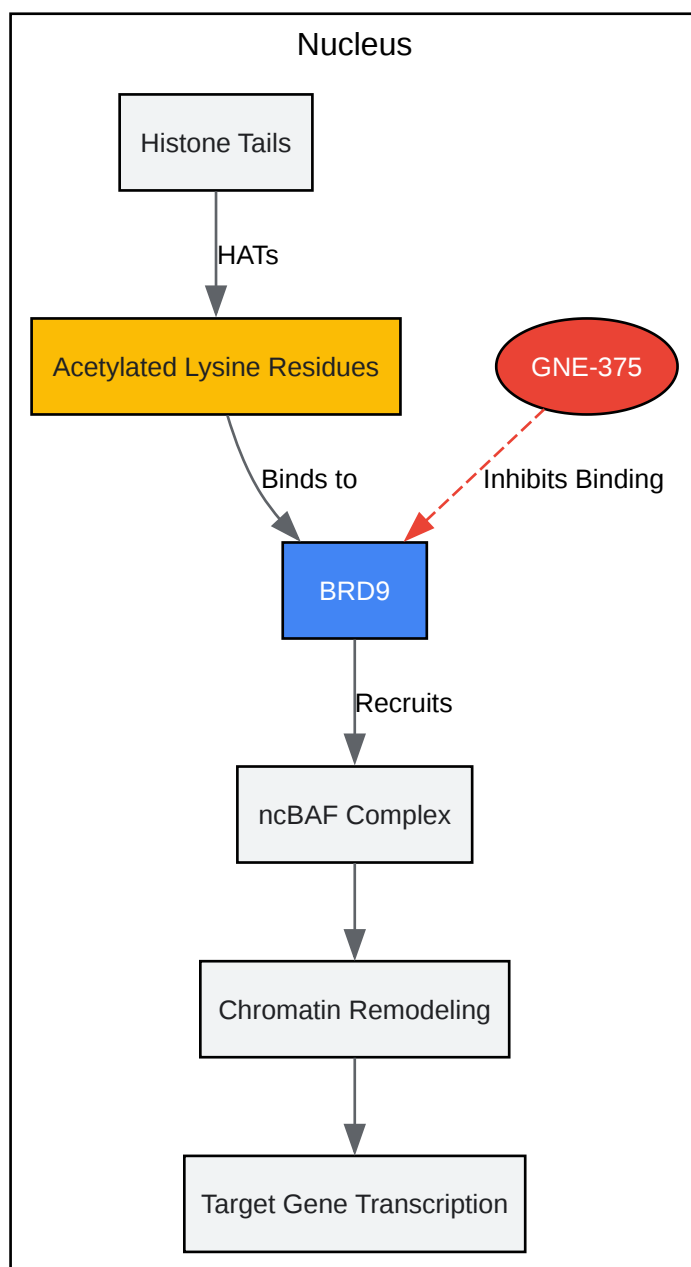 Nucleus
Histone Tails
HATs
Acetylated Lysine Residues
GNE-375
Binds to
Inhibits Binding
BRD9
Recruits
ncBAF Complex
Chromatin Remodeling
Target Gene Transcription